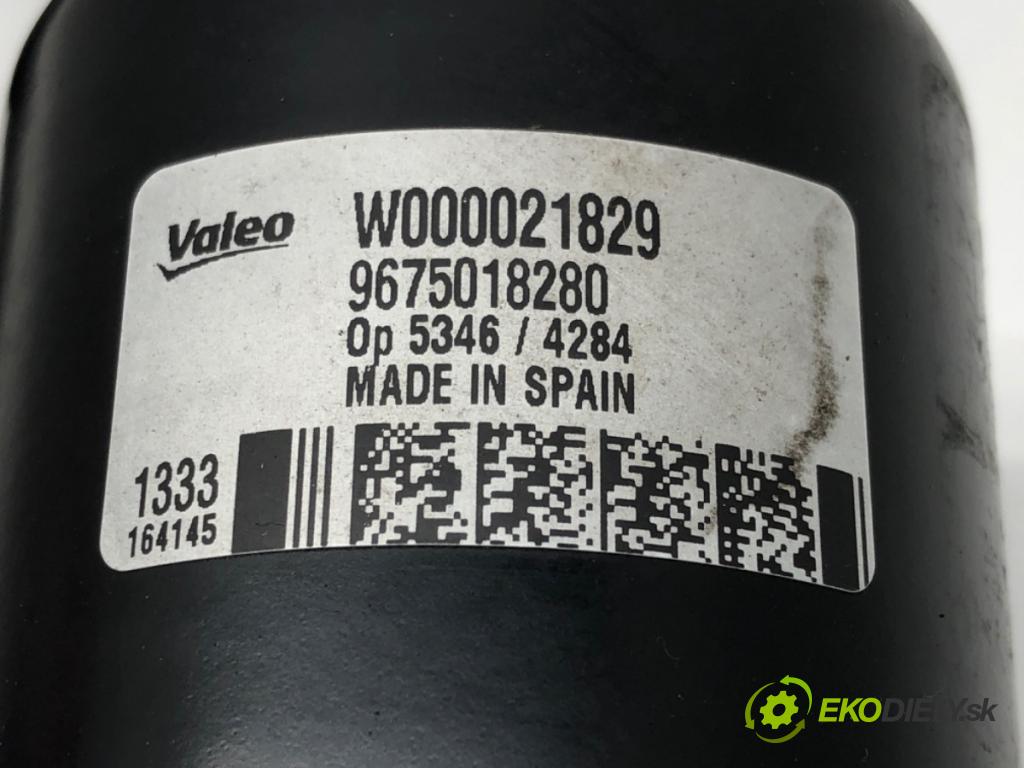 Valeo W000021829
9675018280
Op 5346 / 4284
MADE IN SPAIN
1333
164145
EKODIELY.sk